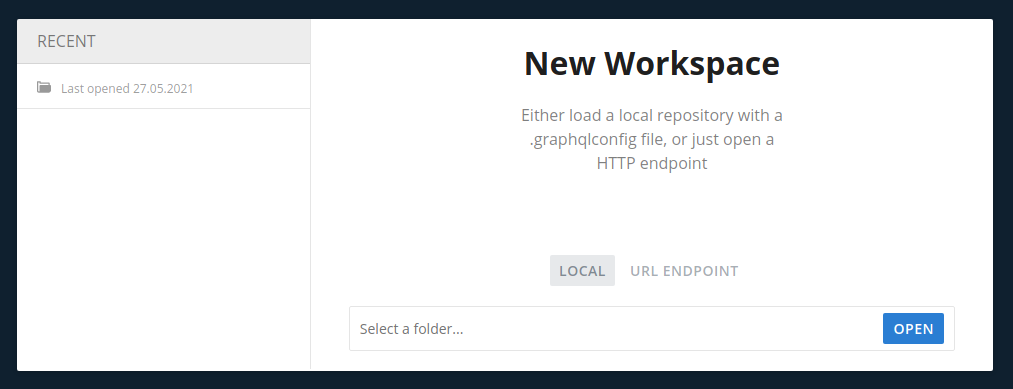 RECENT
Last opened 27.05.2021
New Workspace
Either load a local repository with a
.graphqlconfig file, or just open a
HTTP endpoint
LOCAL URL ENDPOINT
Select a folder... OPEN